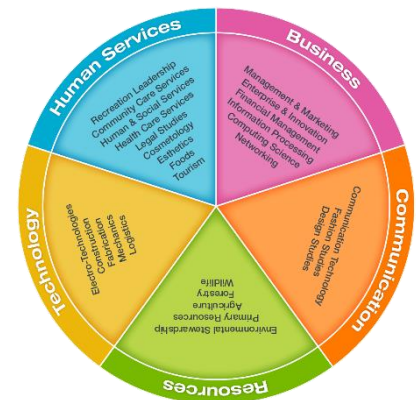 Human Services
Recreation Leadership
Community Care Services
Human & Social Services
Health Care Services
Legal Studies
Cosmetology
Esthetics
Foods
Tourism
Business
Management & Marketing
Enterprise & Innovation
Financial Management
Information Processing
Computing Science
Networking
Communication
Communication Technology
Fashion Studies
Design Studies
Resources
Environmental Stewardship
Primary Resources
Agriculture
Forestry
Wildlife
Technology
Electro-Technologies
Construction
Fabrication
Mechanics
Logistics